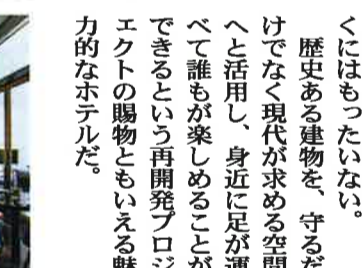 くにはもったいない。
歴史ある建物を、守るだ
けでなく現代が求める空間
へと活用し、身近に足が運
べて誰もが楽しめることが
できるという再開発プロジ
ェクトの賜物ともいえる魅
力的なホテルだ。